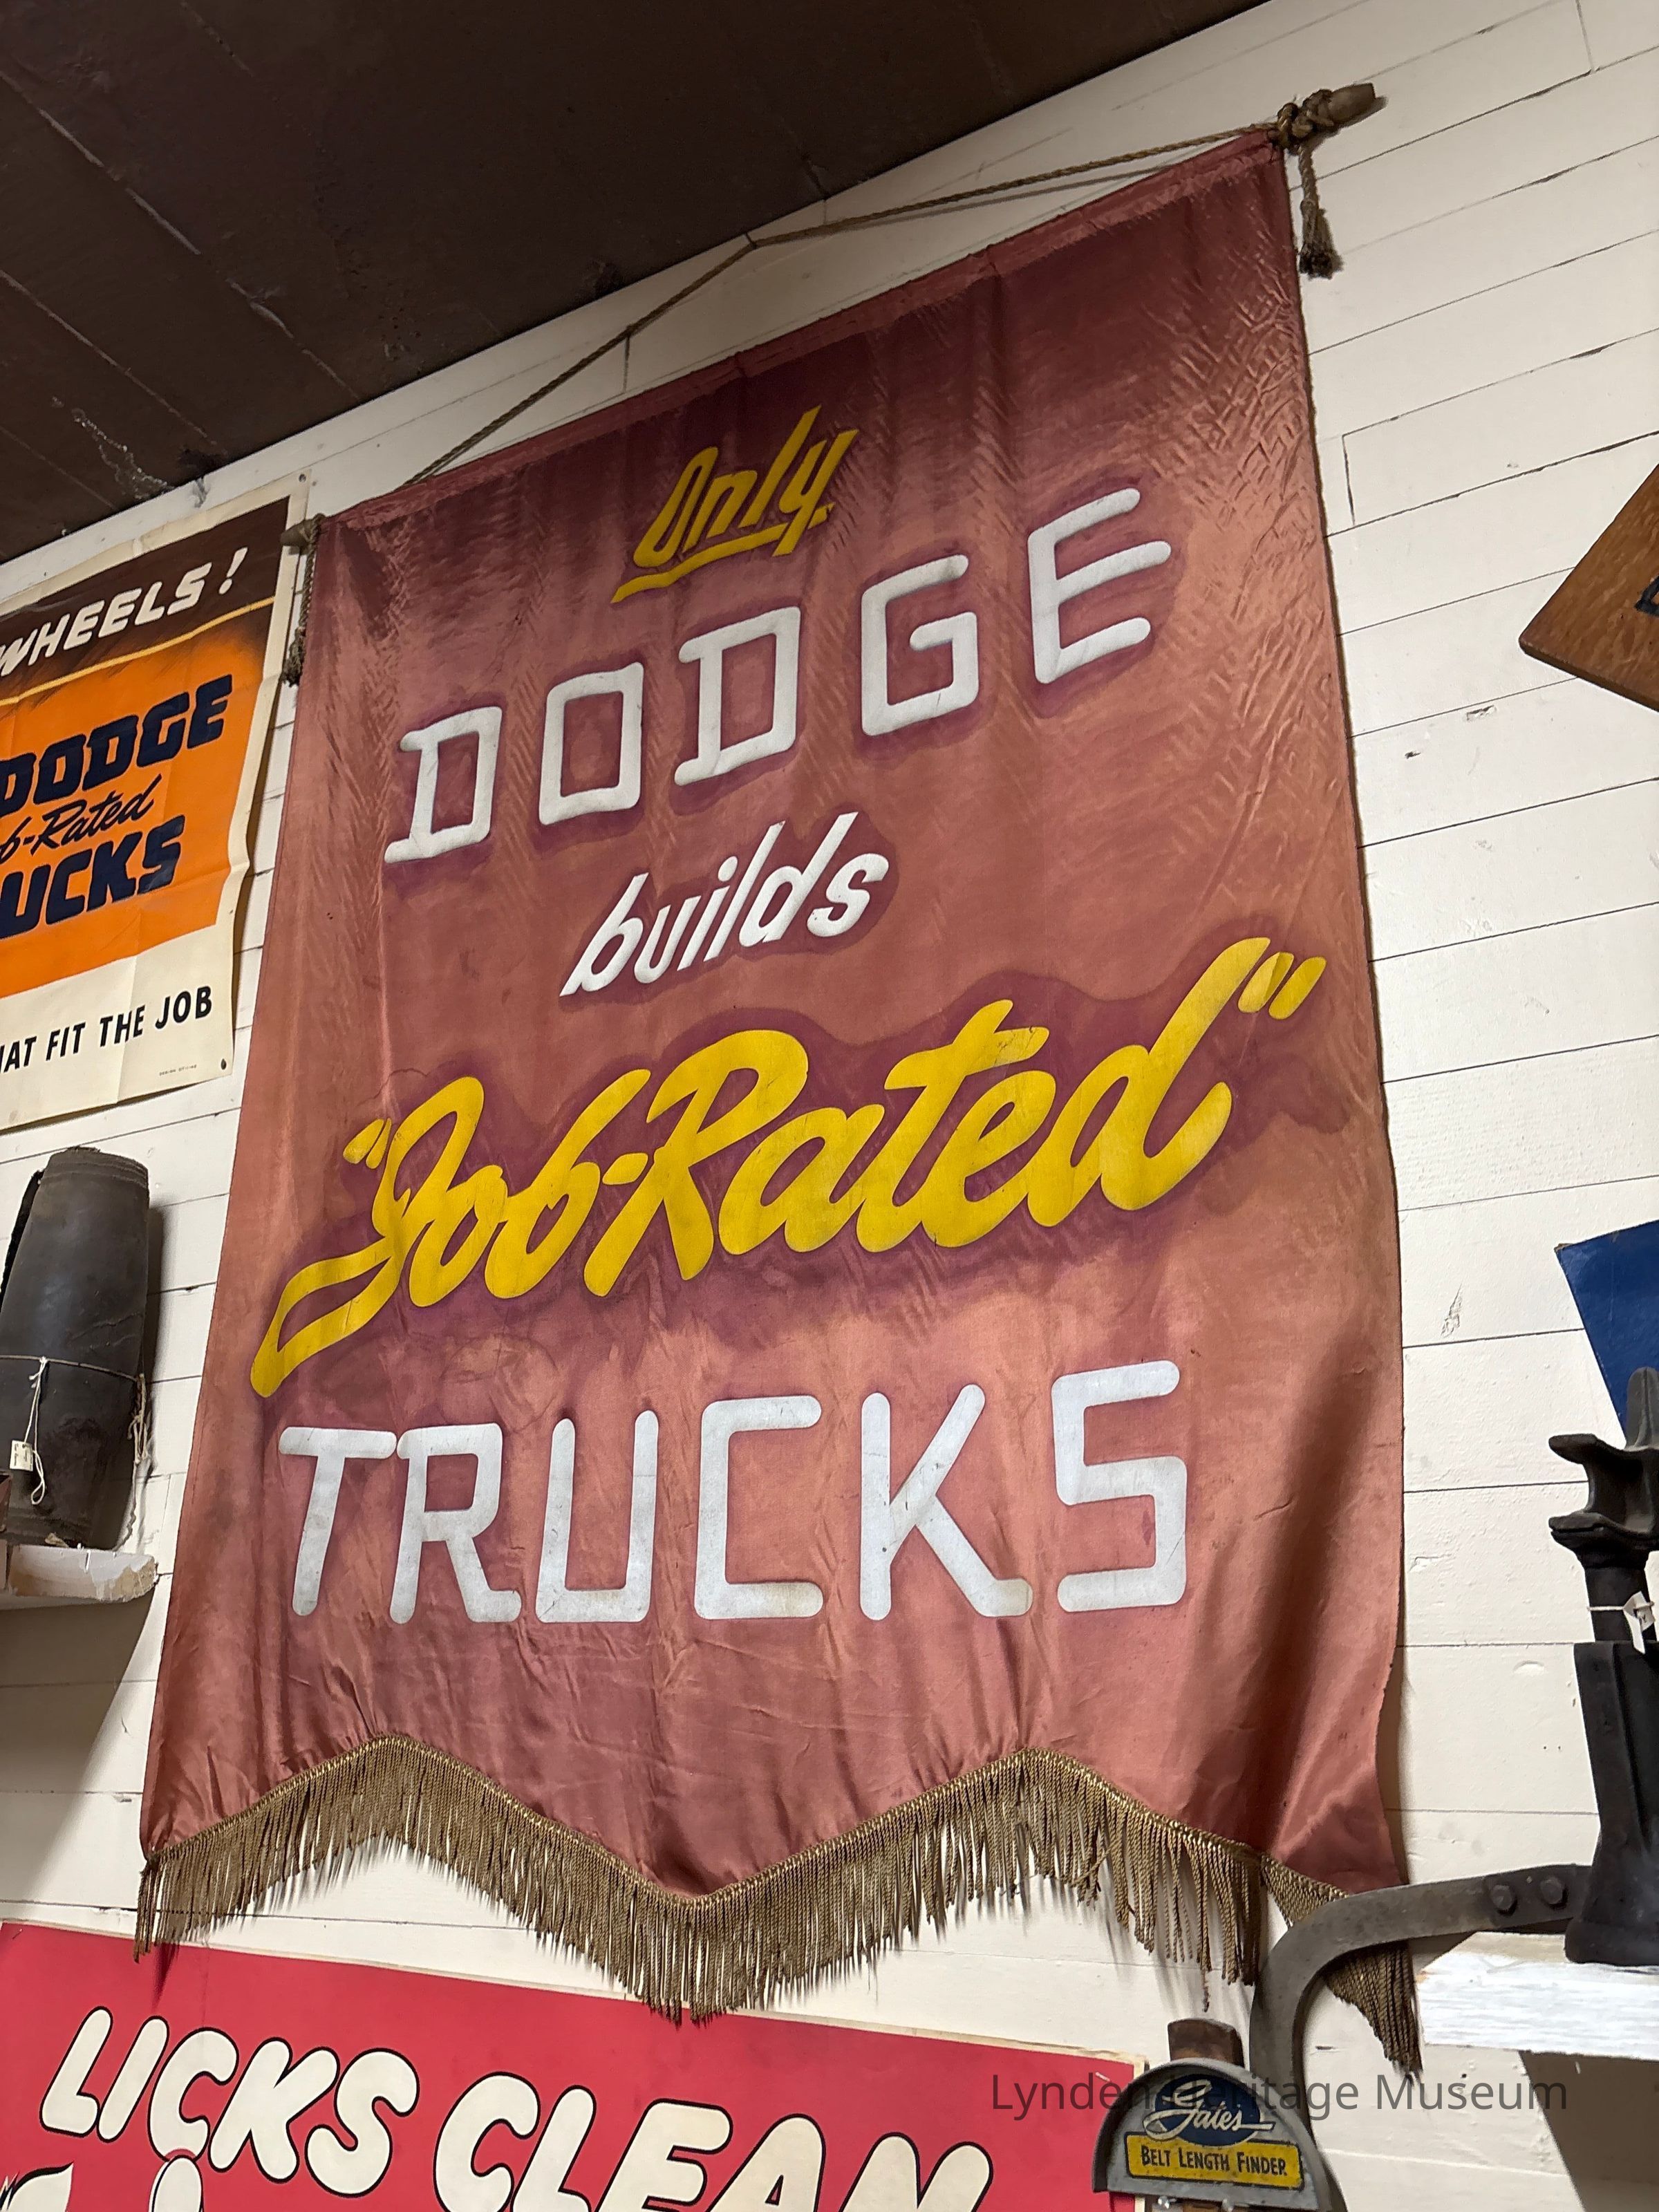 Only
DODGE
builds
"Job-Rated"
TRUCKS
WHEELS!
DODGE
b-Rated
UCKS
HAT FIT THE JOB
LICKS CLEAN
Gates
BELT LENGTH FINDER
Lynden Heritage Museum